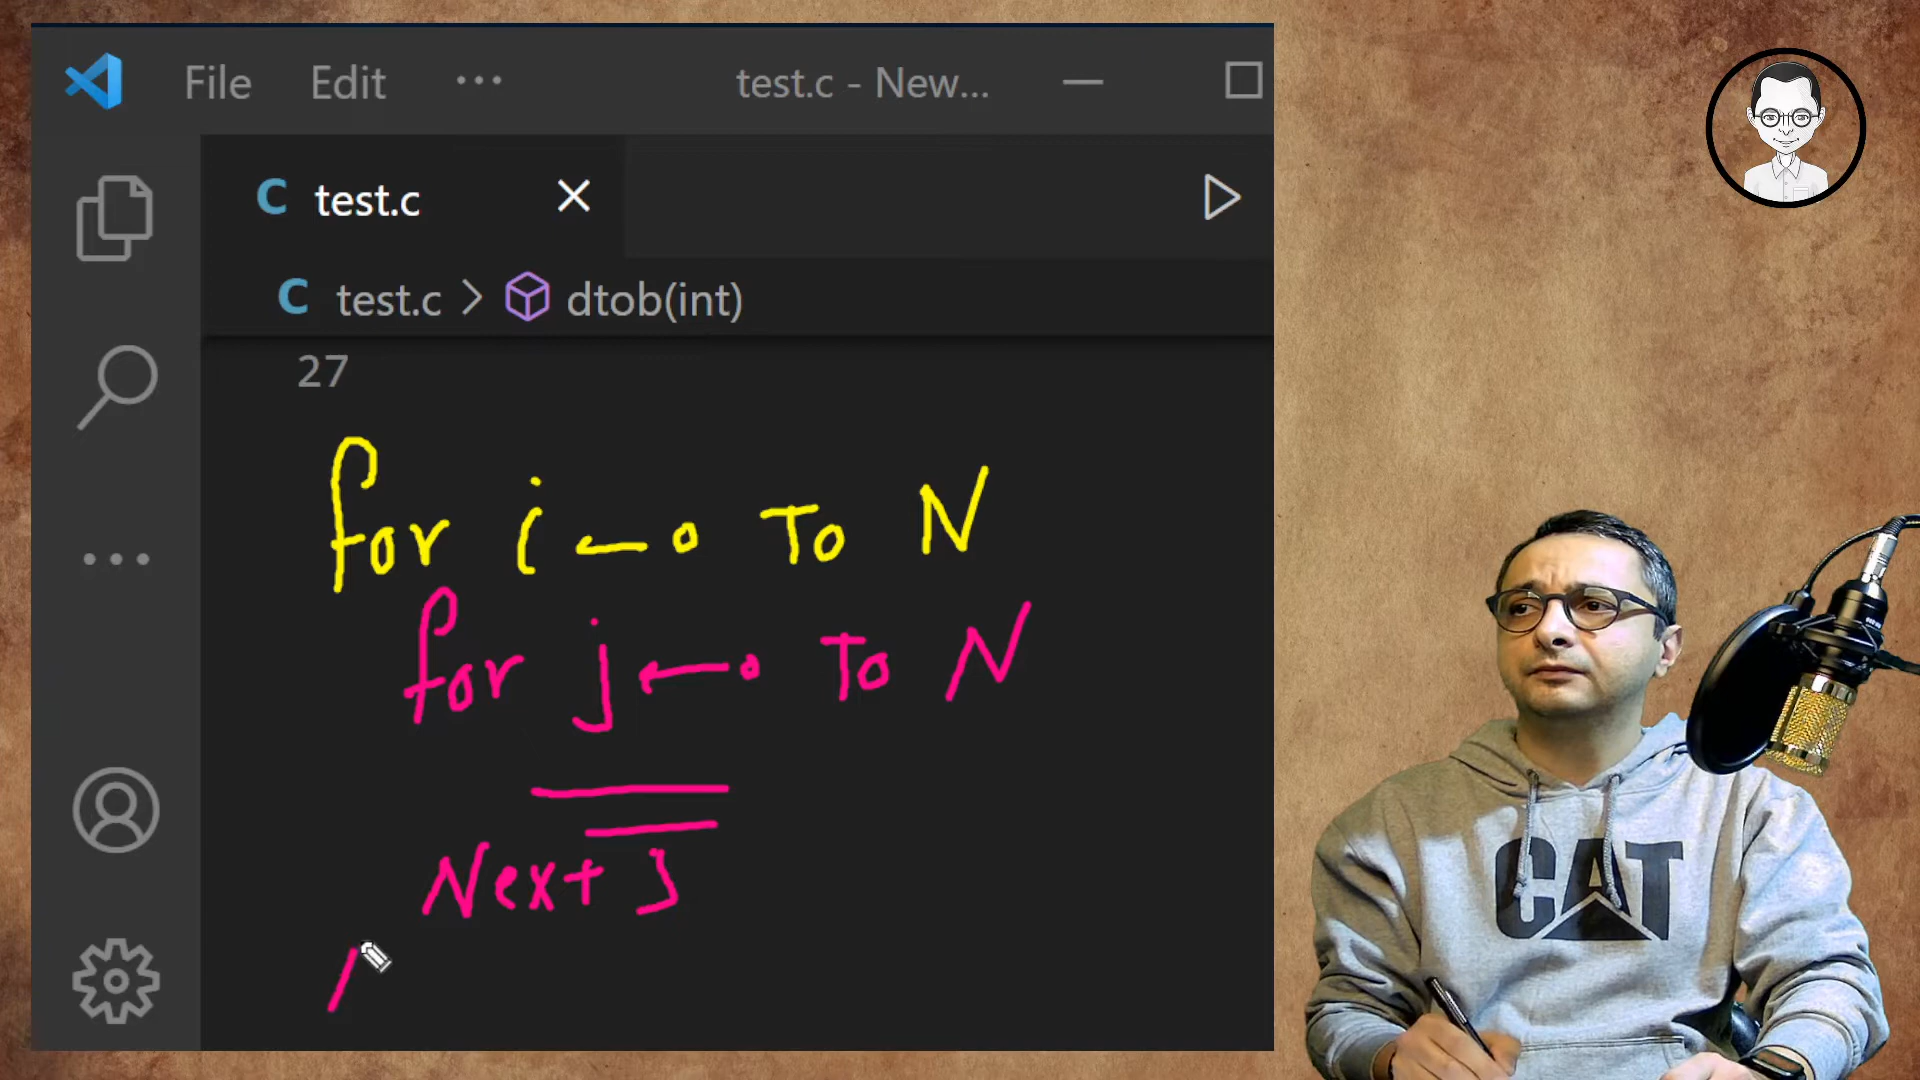 File Edit ... test.c - New...
C test.c
C test.c > dtob(int)
27
for i ← 0 To N
for j ← 0 To N
Next J
CAT